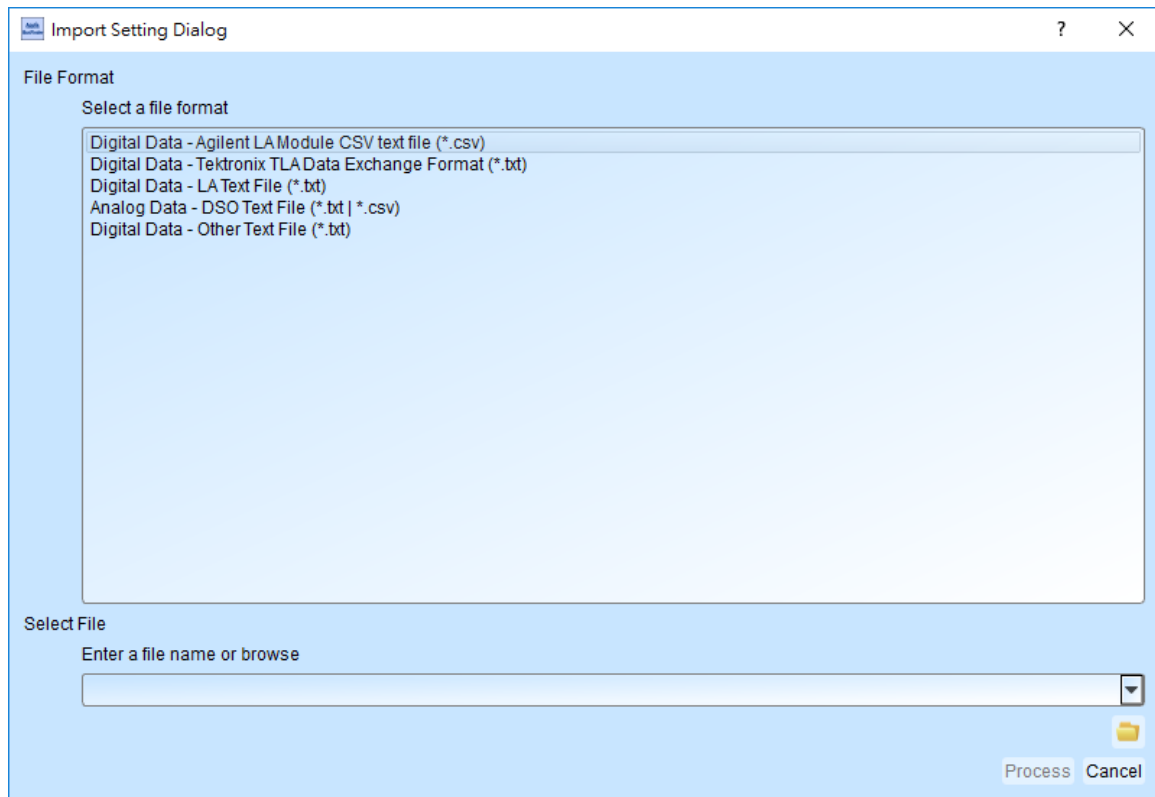 Import Setting Dialog
?
File Format
Select a file format
Digital Data - Agilent LA Module CSV text file (*.csv)
Digital Data - Tektronix TLA Data Exchange Format (*.txt)
Digital Data - LA Text File (*.txt)
Analog Data - DSO Text File (*.txt | *.csv)
Digital Data - Other Text File (*.txt)
Select File
Enter a file name or browse
Process Cancel